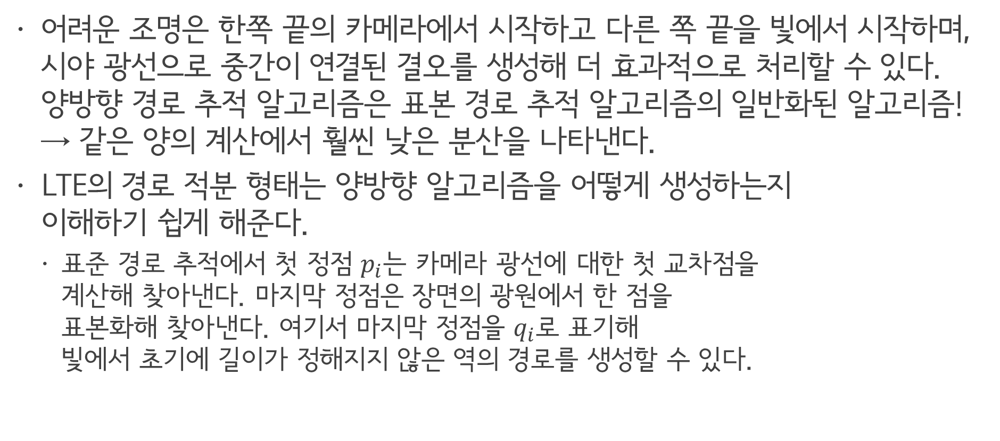 • 어려운 조명은 한쪽 끝의 카메라에서 시작하고 다른 쪽 끝을 빛에서 시작하며,
시야 광선으로 중간이 연결된 결오를 생성해 더 효과적으로 처리할 수 있다.
양방향 경로 추적 알고리즘은 표본 경로 추적 알고리즘의 일반화된 알고리즘!
→ 같은 양의 계산에서 훨씬 낮은 분산을 나타낸다.
• LTE의 경로 적분 형태는 양방향 알고리즘을 어떻게 생성하는지
이해하기 쉽게 해준다.
• 표준 경로 추적에서 첫 정점 p_i는 카메라 광선에 대한 첫 교차점을
계산해 찾아낸다. 마지막 정점은 장면의 광원에서 한 점을
표본화해 찾아낸다. 여기서 마지막 정점을 q_i로 표기해
빛에서 초기에 길이가 정해지지 않은 역의 경로를 생성할 수 있다.